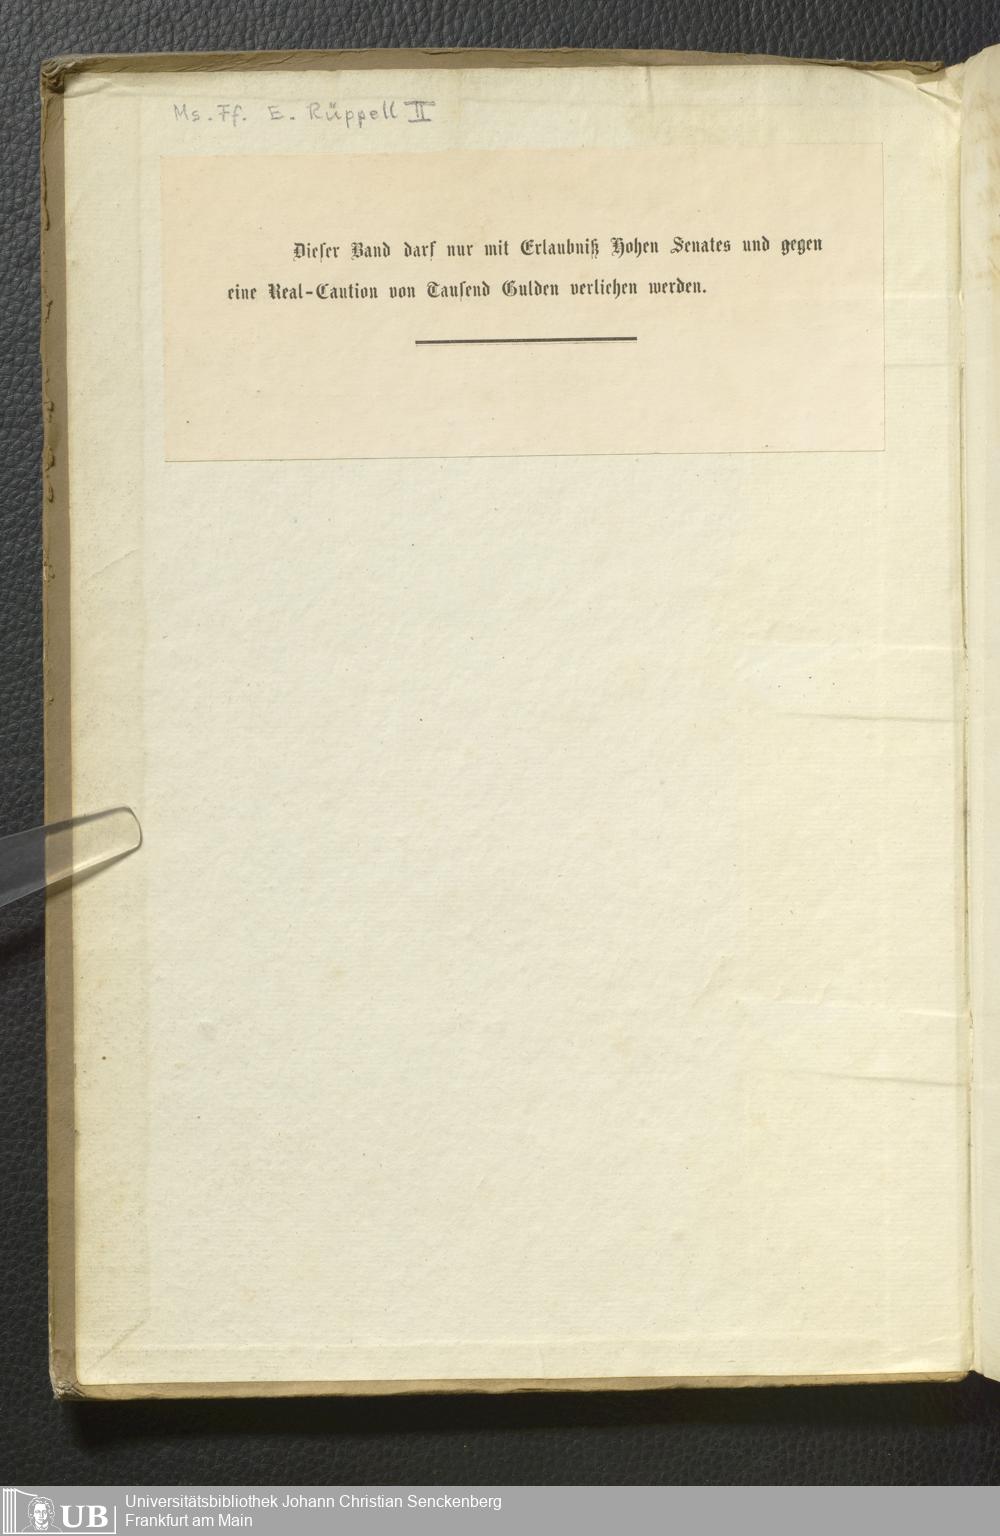 Ms. Ff. E. Rüppell II
Dieſer Band darf nur mit Erlaubniß Hohen Senates und gegen
eine Real-Caution von Tauſend Gulden verliehen werden.
UB
Universitätsbibliothek Johann Christian Senckenberg
Frankfurt am Main